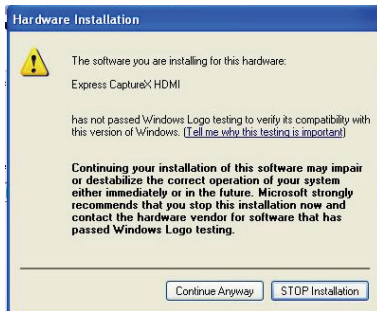 Hardware Installation
The software you are installing for this hardware:
Express CaptureX HDMI
has not passed Windows Logo testing to verify its compatibility with
this version of Windows. (Tell me why this testing is important)
Continuing your installation of this software may impair
or destabilize the correct operation of your system
either immediately or in the future. Microsoft strongly
recommends that you stop this installation now and
contact the hardware vendor for software that has
passed Windows Logo testing.
Continue Anyway
STOP Installation